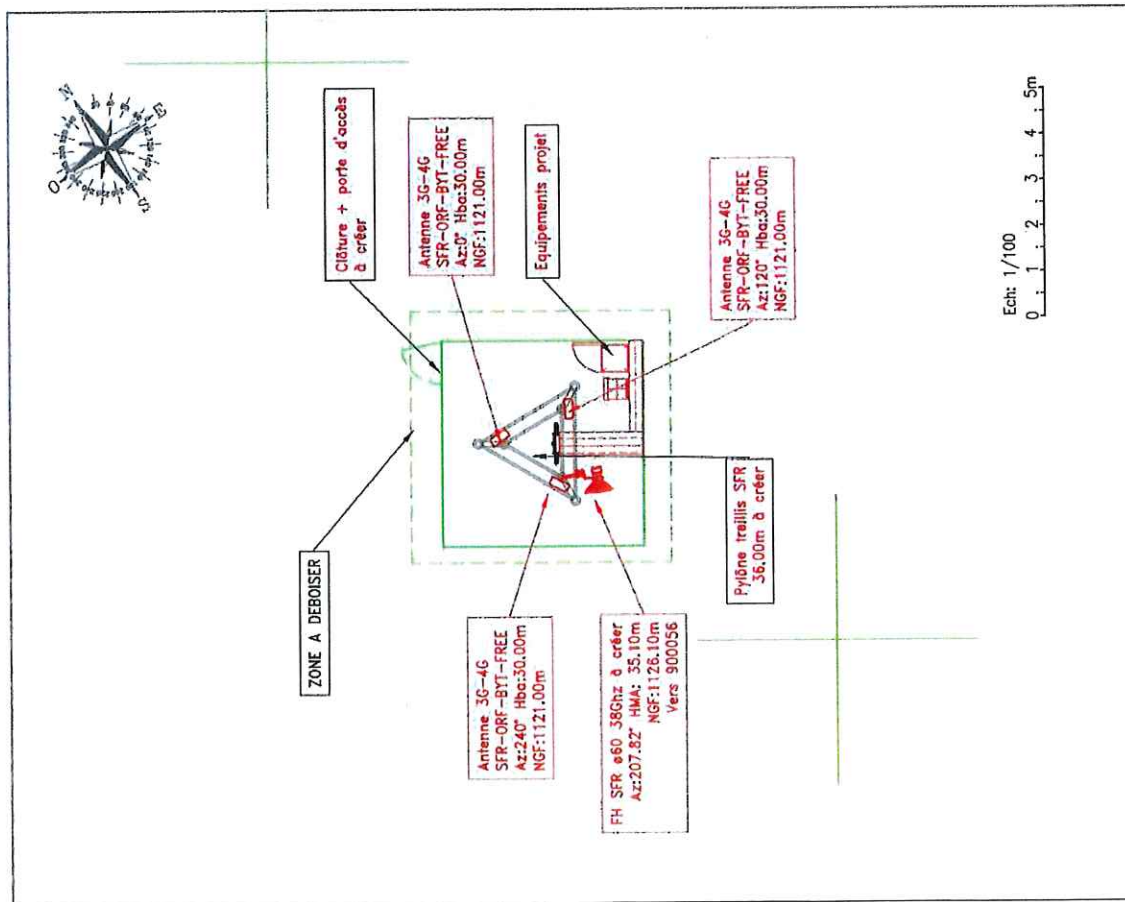 N
E
S
O
Clôture + porte d'accès
à créer
Antenne 3G-4G
SFR-ORF-BYT-FREE
Az:0° Hba:30.00m
NGF:1121.00m
Equipements projet
Antenne 3G-4G
SFR-ORF-BYT-FREE
Az:120° Hba:30.00m
NGF:1121.00m
ZONE A DEBOISER
Antenne 3G-4G
SFR-ORF-BYT-FREE
Az:240° Hba:30.00m
NGF:1121.00m
FH SFR ø60 38Ghz à créer
Az:207.82° HMA: 35.10m
NGF:1126.10m
Vers 900056
Pylône treillis SFR
36.00m à créer
Ech: 1/100
0 1 2 3 4 5m